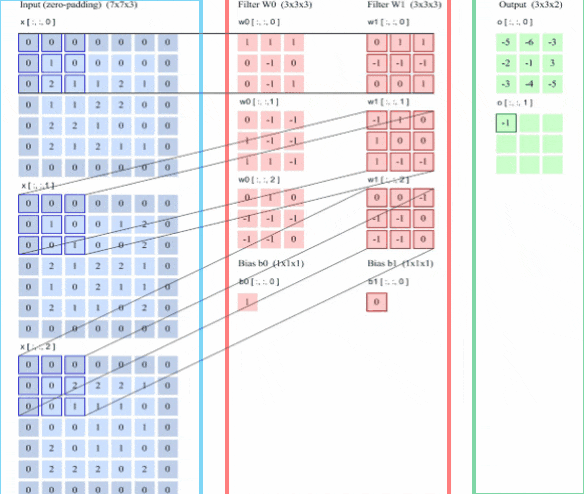 Input (zero-padding) (7x7x3)
x [ :, :, 0 ]
0 0 0 0 0 0 0
0 1 0 0
0 2 1 1 2 1 0
0 1 1 2 2 0 0
0 2 2 1 0 0 0
0 2 1 2 1 1 0
0 0 0 0 0 0 0
x [ :, :, 1 ]
0 0 0 0 0 0 0
0 1 0 0 1 2 0
0 0 1 0 0 2 0
0 2 1 2 2 1 0
0 1 0 2 1 1 0
0 2 1 1 0 2 0
0 0 0 0 0 0 0
x [ :, :, 2 ]
0 0 0 0 0 0 0
0 0 2 2 2 1 0
0 0 1 1 1 0 0
0 0 0 1 0 1 0
0 2 0 1 1 0 0
0 2 2 2 0 2 0
0 0 0 0 0 0 0
Filter W0 (3x3x3)
w0 [ :, :, 0 ]
1 1 1
0 -1 0
0 -1 1
w0 [ :, :, 1 ]
0 -1 -1
1 -1 -1
1 1 -1
w0 [ :, :, 2 ]
0 1 0
-1 -1 -1
-1 -1 0
Bias b0 (1x1x1)
b0 [ :, :, 0 ]
1
Filter W1 (3x3x3)
w1 [ :, :, 0 ]
0 1 1
-1 -1 -1
0 0 1
w1 [ :, :, 1 ]
-1 1 0
1 0 0
1 -1 -1
w1 [ :, :, 2 ]
0 0 -1
-1 -1 0
-1 -1 0
Bias b1 (1x1x1)
b1 [ :, :, 0 ]
0
Output (3x3x2)
o [ :, :, 0 ]
-5 -6 -3
-2 -1 3
-3 -4 -5
o [ :, :, 1 ]
-1